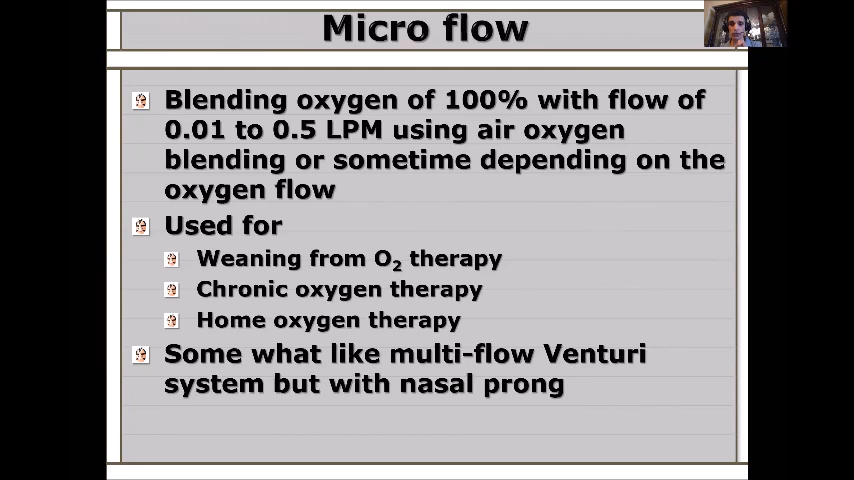 Micro flow
Blending oxygen of 100% with flow of
0.01 to 0.5 LPM using air oxygen
blending or sometime depending on the
oxygen flow
Used for
Weaning from O₂ therapy
Chronic oxygen therapy
Home oxygen therapy
Some what like multi-flow Venturi
system but with nasal prong